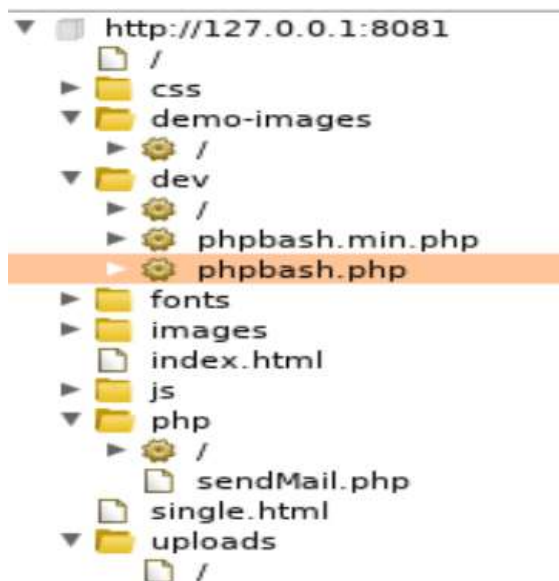 http://127.0.0.1:8081
/
css
demo-images
/
dev
/
phpbash.min.php
phpbash.php
fonts
images
index.html
js
php
/
sendMail.php
single.html
uploads
/